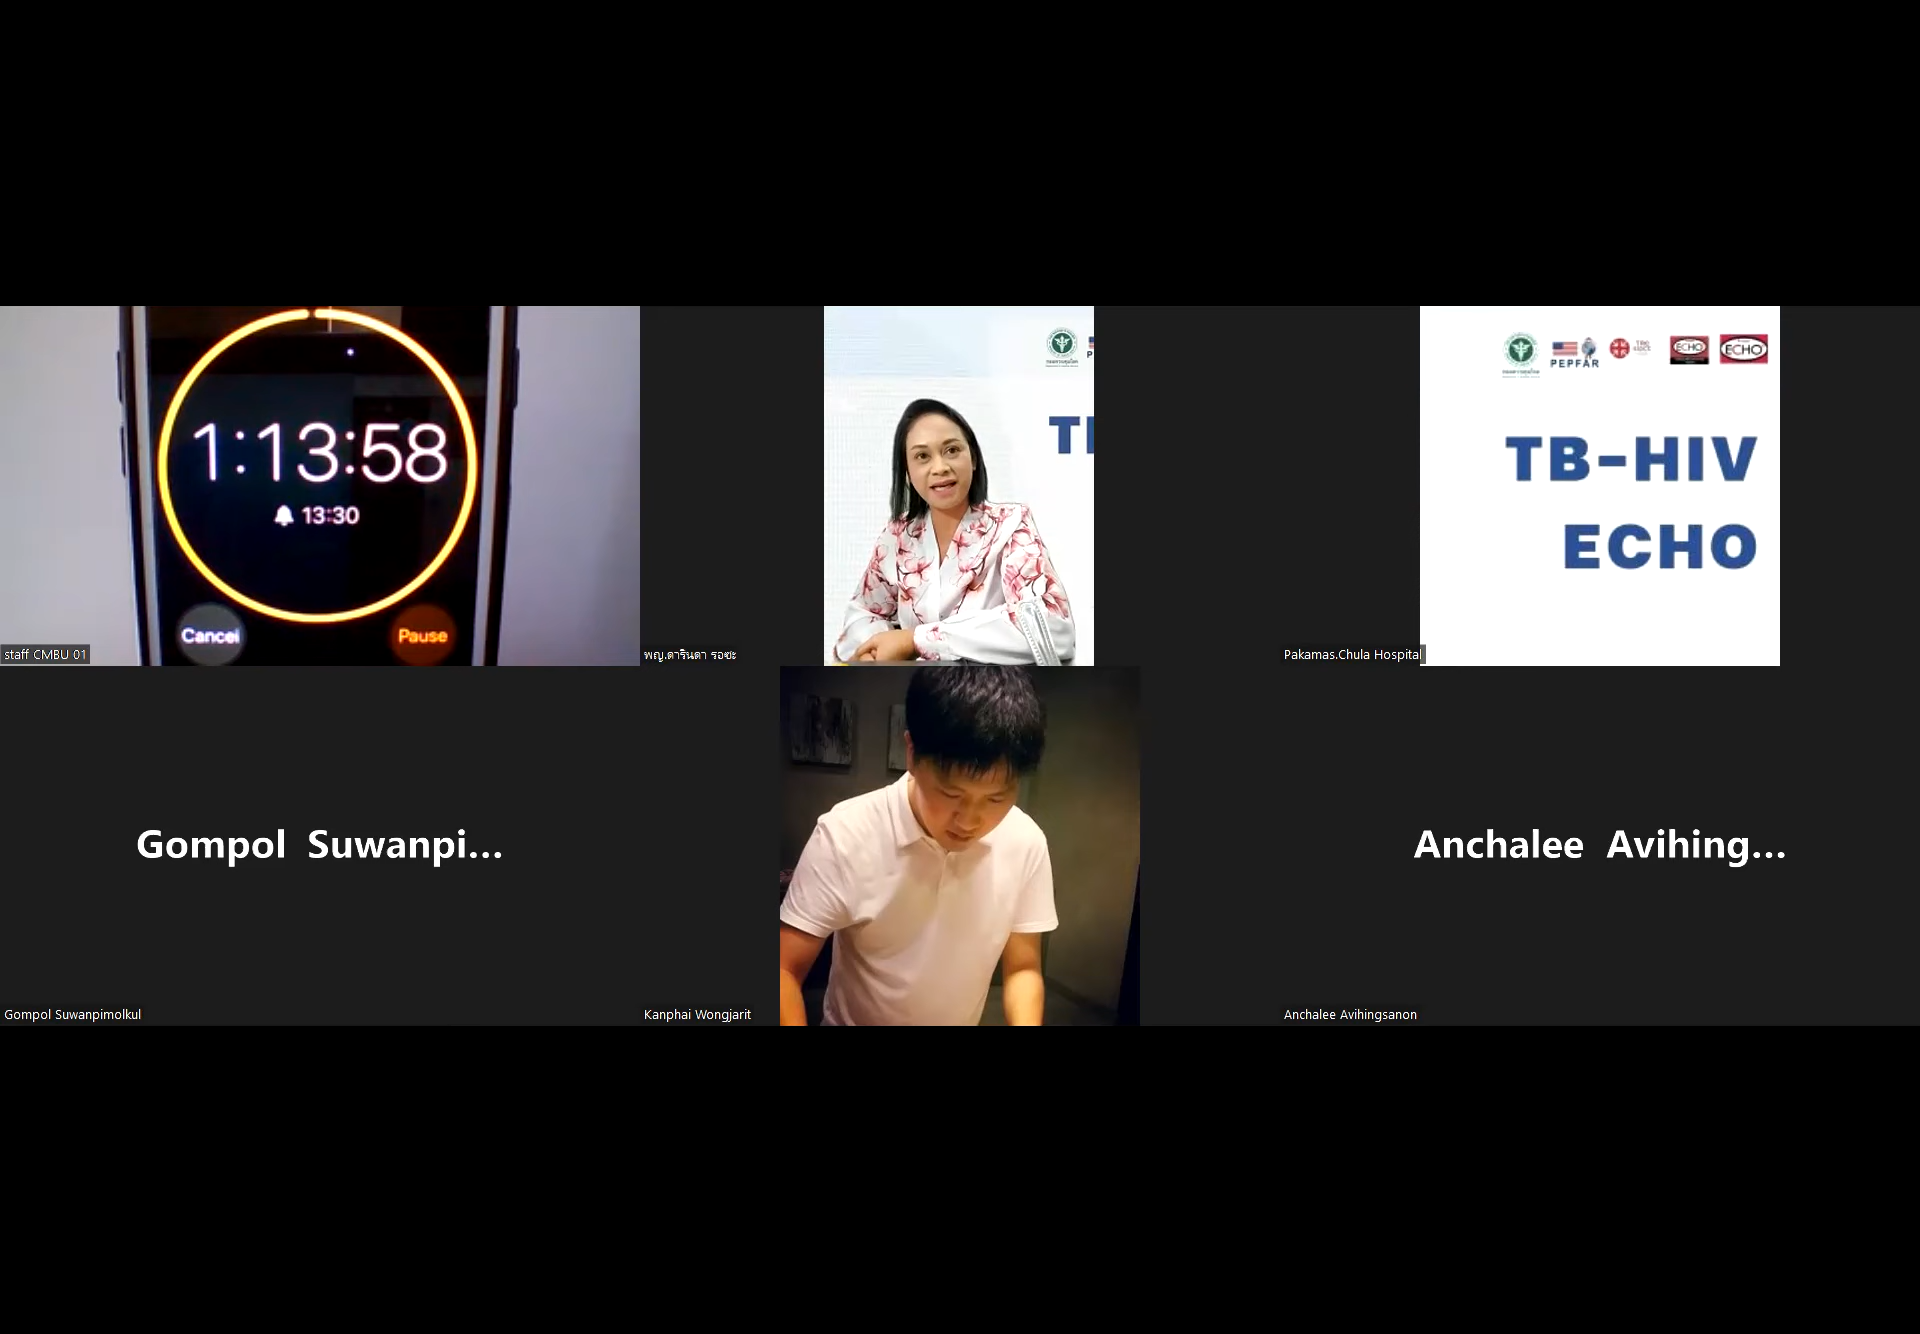 1:13:58
13:30
Cancel
Pause
staff CMBU 01
TB
พญ.ดารินดา รอซะ
PEPFAR
ECHO
ECHO
TB-HIV
ECHO
Pakamas.Chula Hospital
Gompol Suwanpi...
Gompol Suwanpimolkul
Kanphai Wongjarit
Anchalee Avihing...
Anchalee Avihingsanon